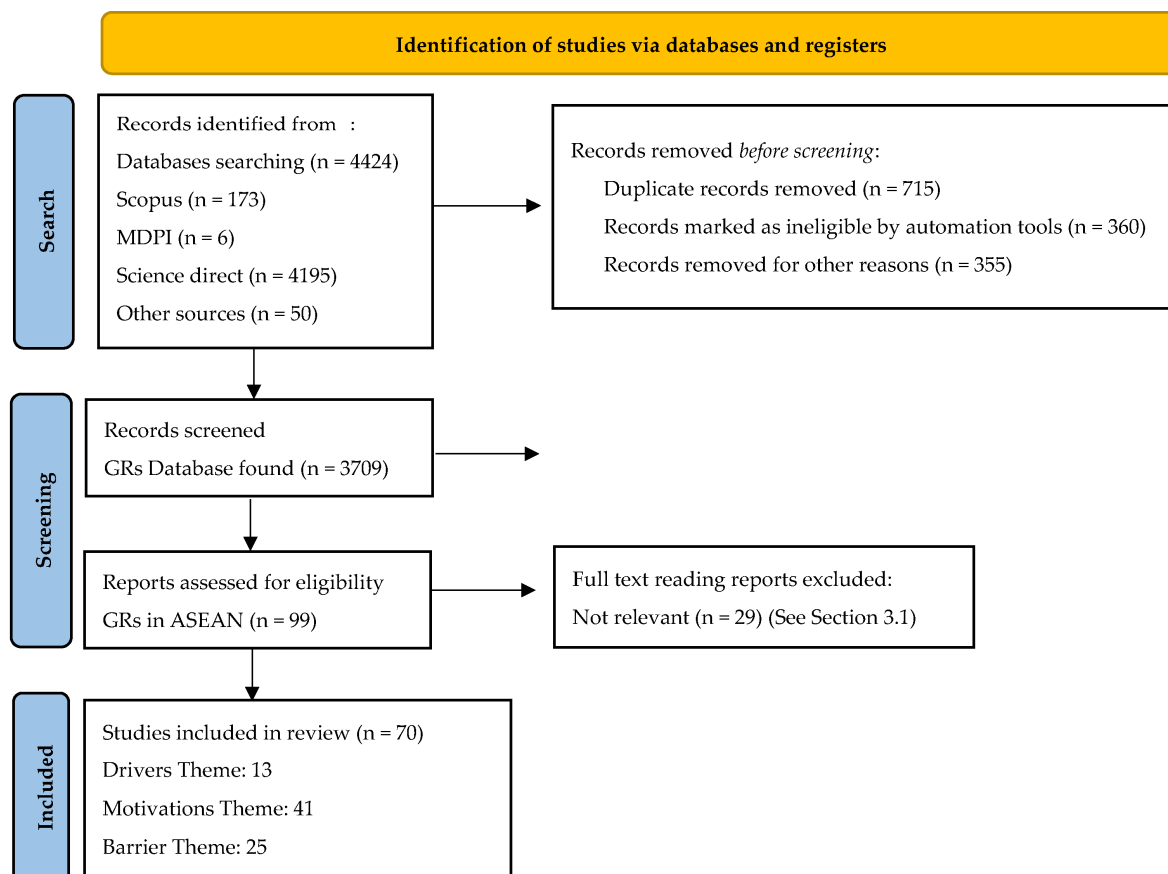 Identification of studies via databases and registers
Search
Records identified from :
Databases searching (n = 4424)
Scopus (n = 173)
MDPI (n = 6)
Science direct (n = 4195)
Other sources (n = 50)
Records removed before screening:
Duplicate records removed (n = 715)
Records marked as ineligible by automation tools (n = 360)
Records removed for other reasons (n = 355)
Screening
Records screened
GRs Database found (n = 3709)
Reports assessed for eligibility
GRs in ASEAN (n = 99)
Full text reading reports excluded:
Not relevant (n = 29) (See Section 3.1)
Included
Studies included in review (n = 70)
Drivers Theme: 13
Motivations Theme: 41
Barrier Theme: 25